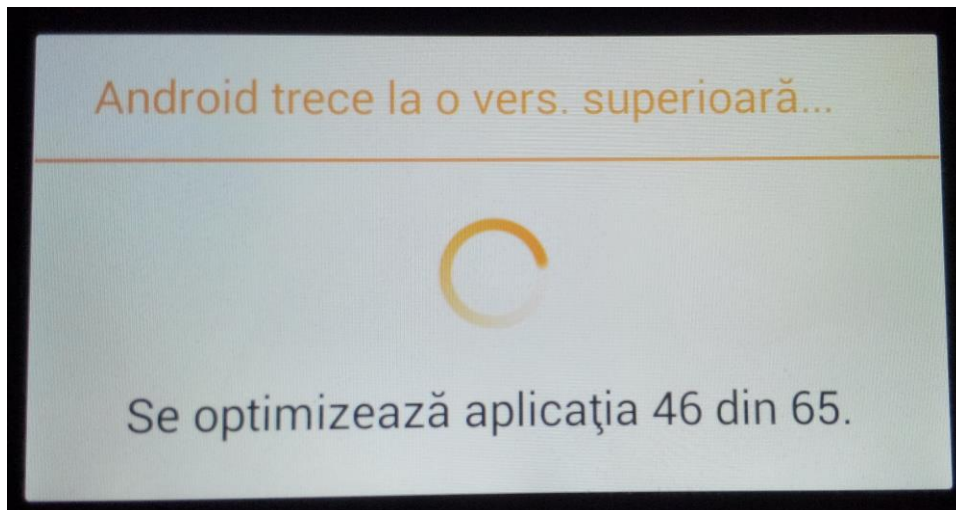 Android trece la o vers. superioară...
Se optimizează aplicaţia 46 din 65.